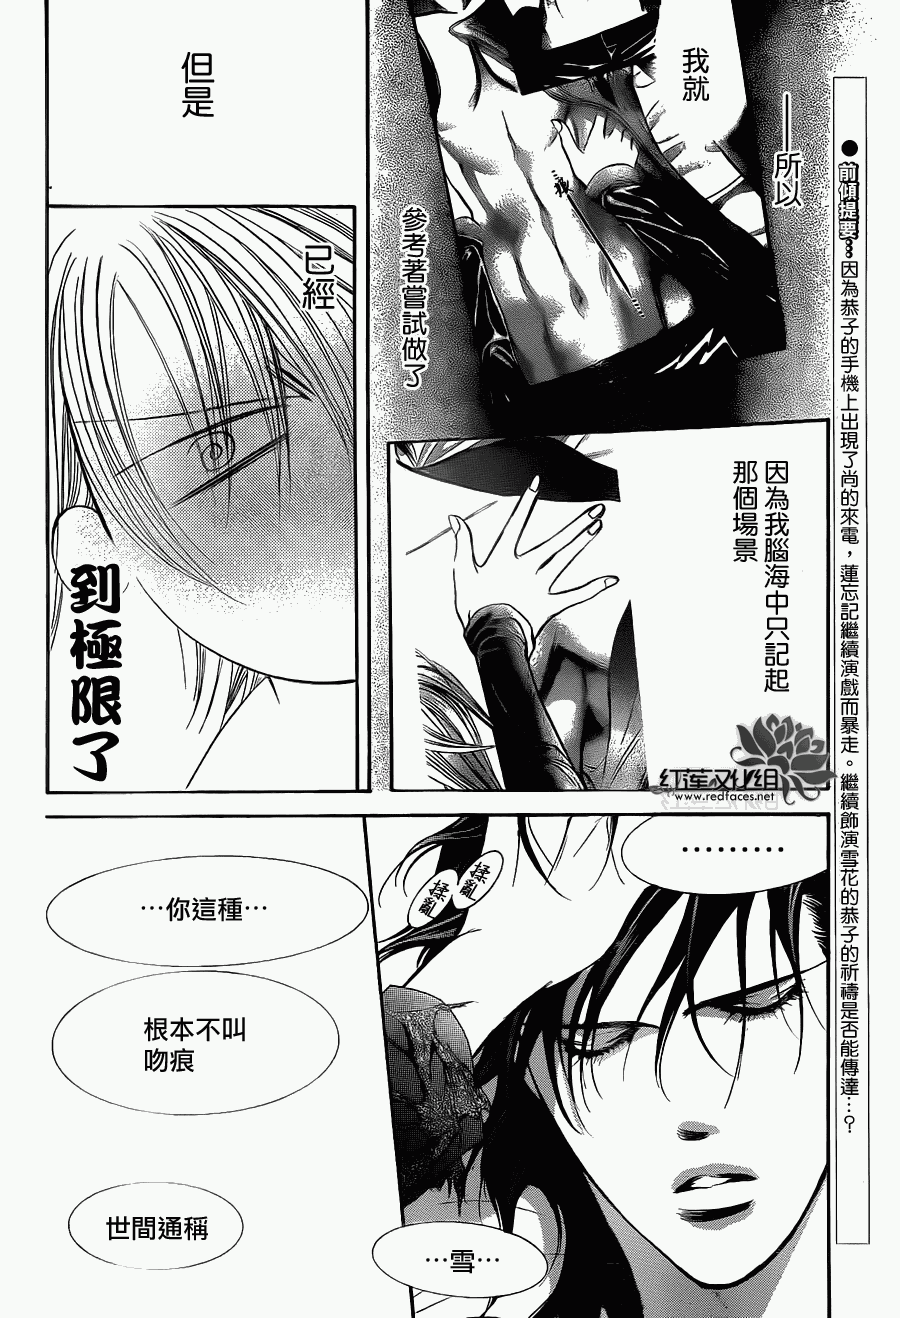 ●前傾提要…：因為恭子的手機上出現了尚的來電，蓮忘記繼續演戲而暴走。繼續飾演雪花的恭子的祈禱是否能傳達…？
——所以
我就
參考著嘗試做了
因為我腦海中只記起
那個場景
但是
已經
到極限了
紅蓮汉化组
www.redfaces.net
………
揉亂
揉亂
…雪…
…你這種…
根本不叫
吻痕
世間通稱